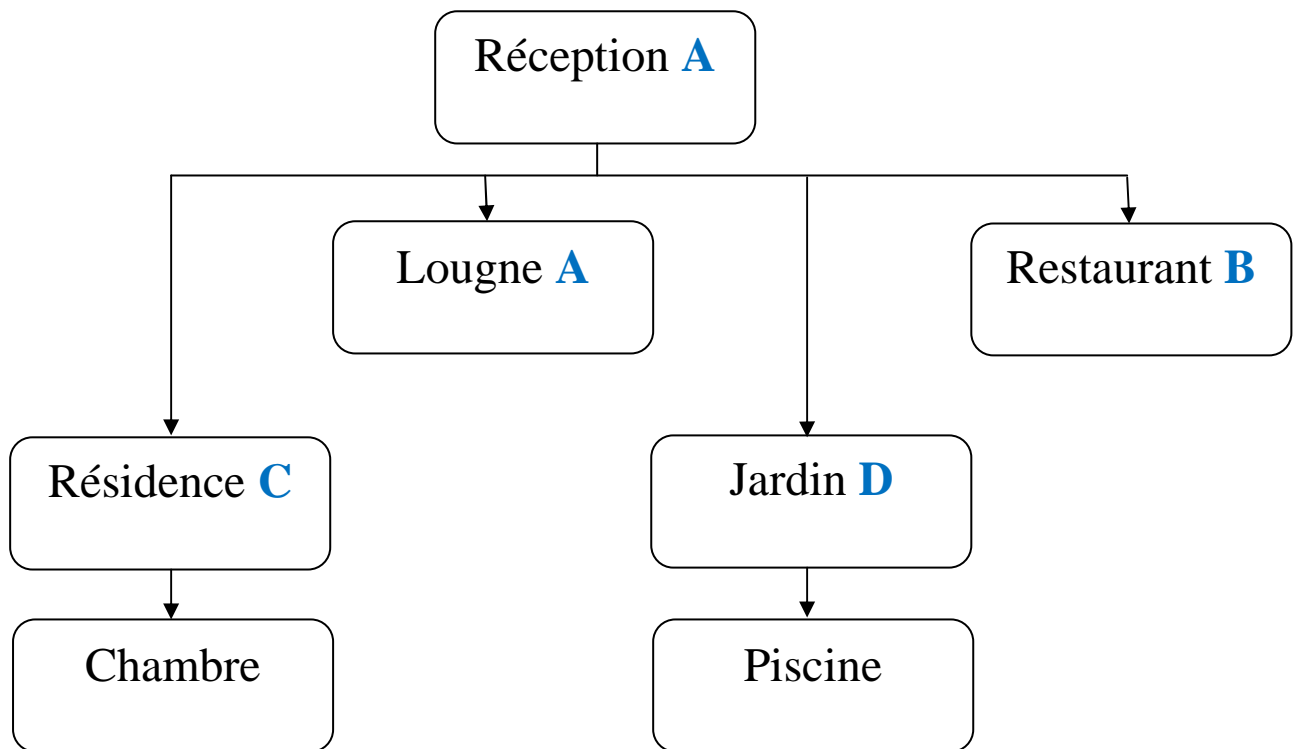 Réception A
Lougne A
Restaurant B
Résidence C
Jardin D
Chambre
Piscine